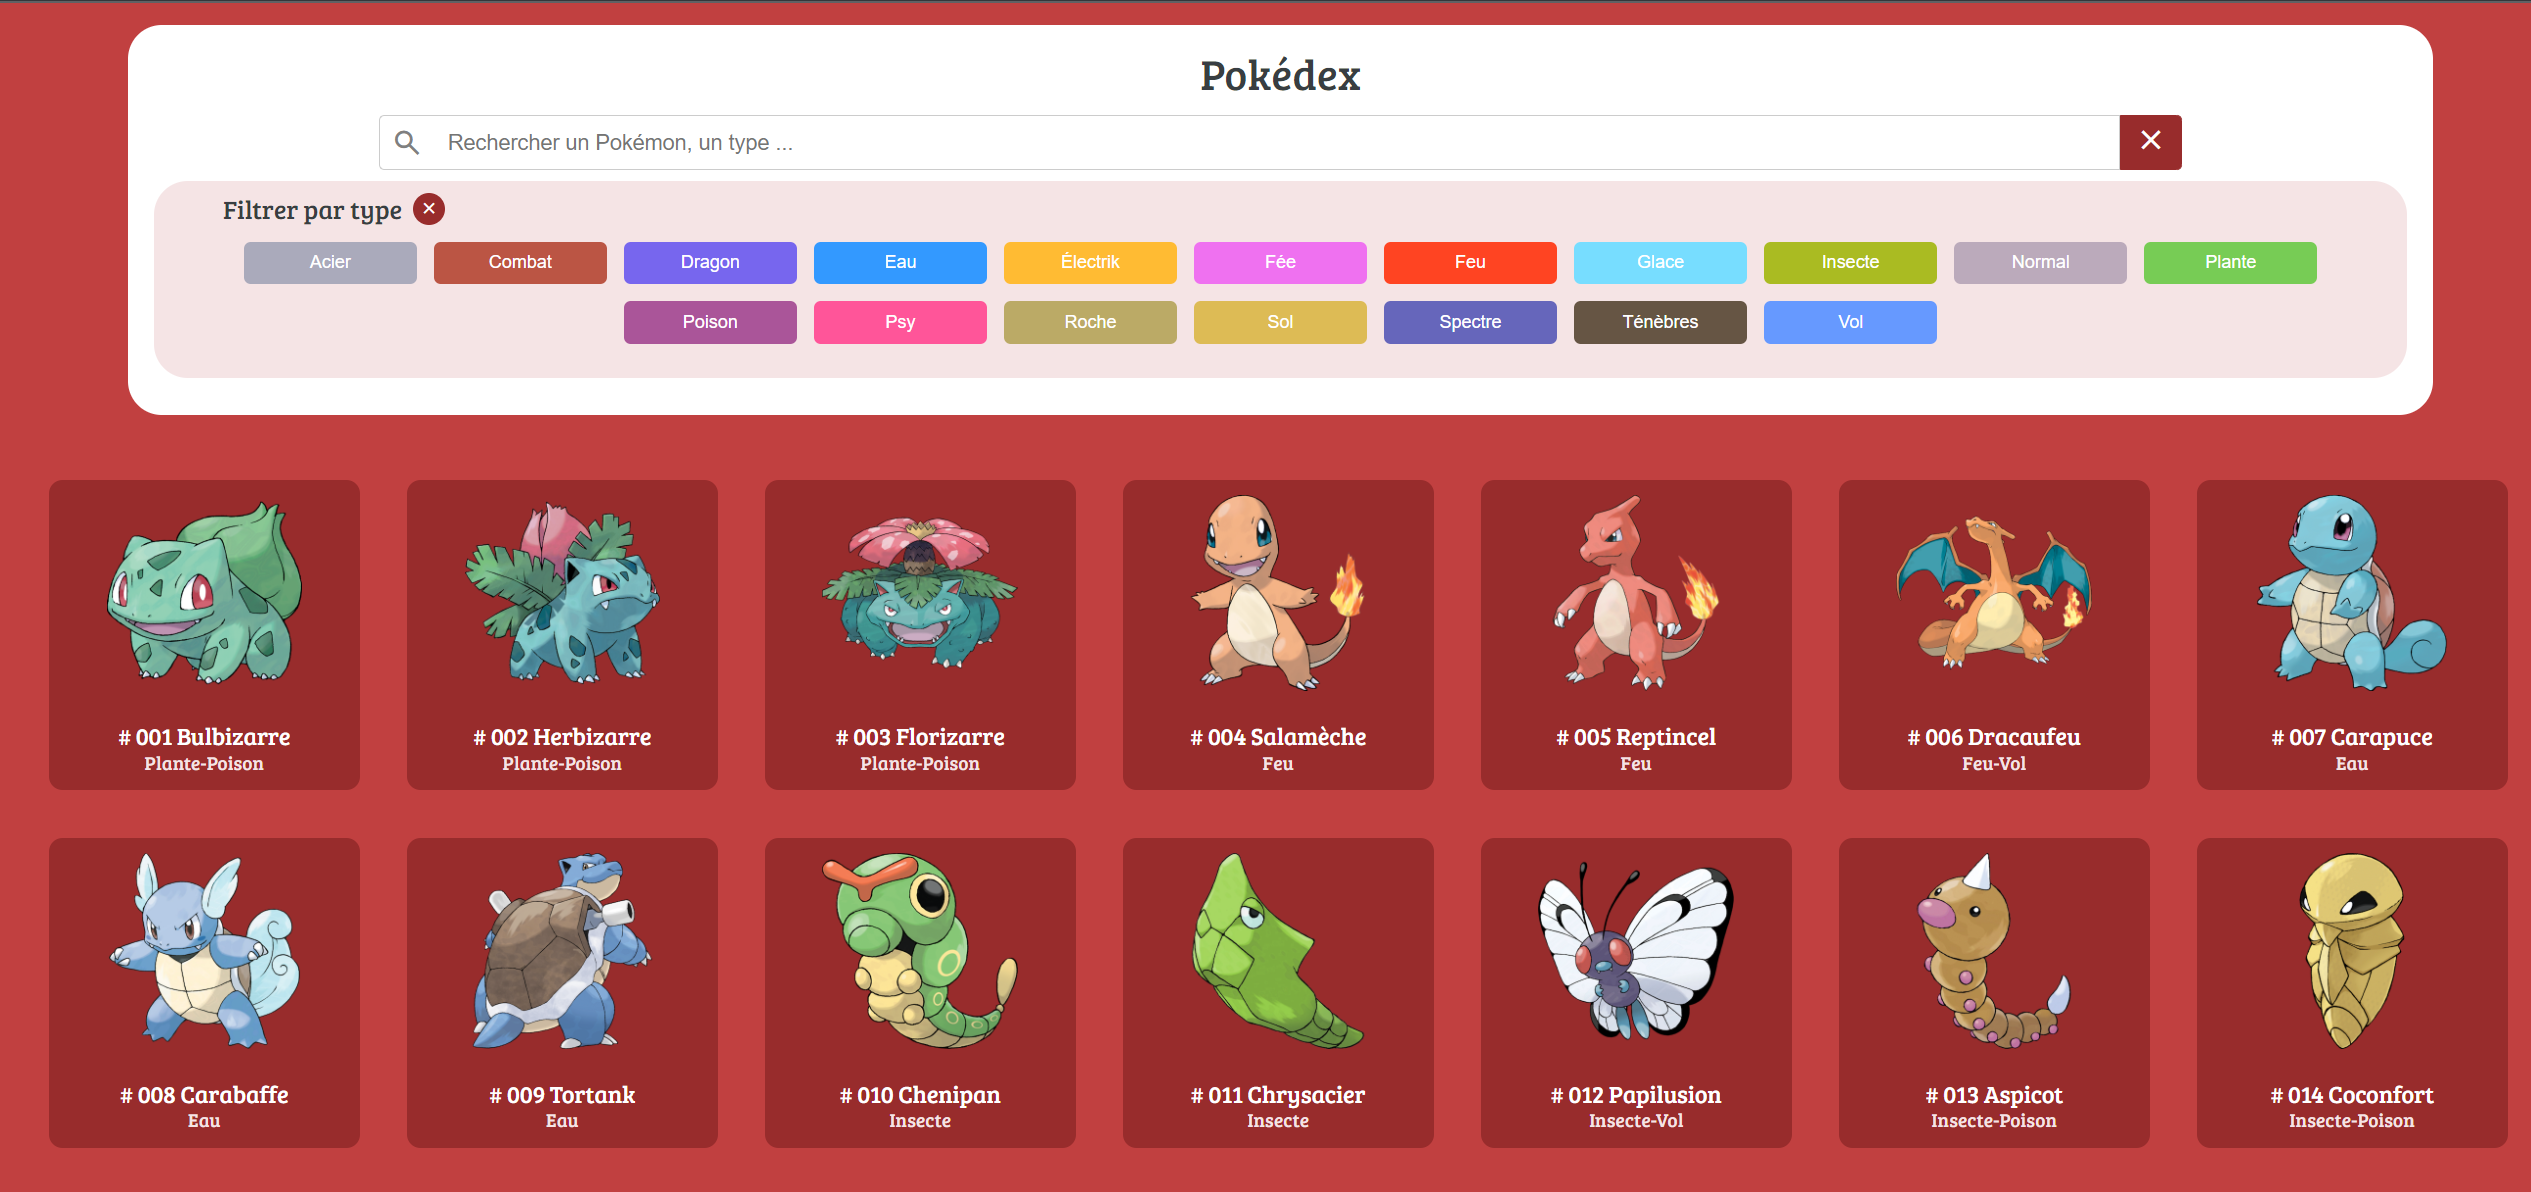 Pokédex
Rechercher un Pokémon, un type ...
Filtrer par type
Acier Combat Dragon Eau Électrik Fée Feu Glace Insecte Normal Plante
Poison Psy Roche Sol Spectre Ténèbres Vol
# 001 Bulbizarre # 002 Herbizarre # 003 Florizarre # 004 Salamèche # 005 Reptincel # 006 Dracaufeu # 007 Carapuce
Plante-Poison Plante-Poison Plante-Poison Feu Feu Feu-Vol Eau
# 008 Carabaffe # 009 Tortank # 010 Chenipan # 011 Chrysacier # 012 Papilusion # 013 Aspicot # 014 Coconfort
Eau Eau Insecte Insecte Insecte-Vol Insecte-Poison Insecte-Poison